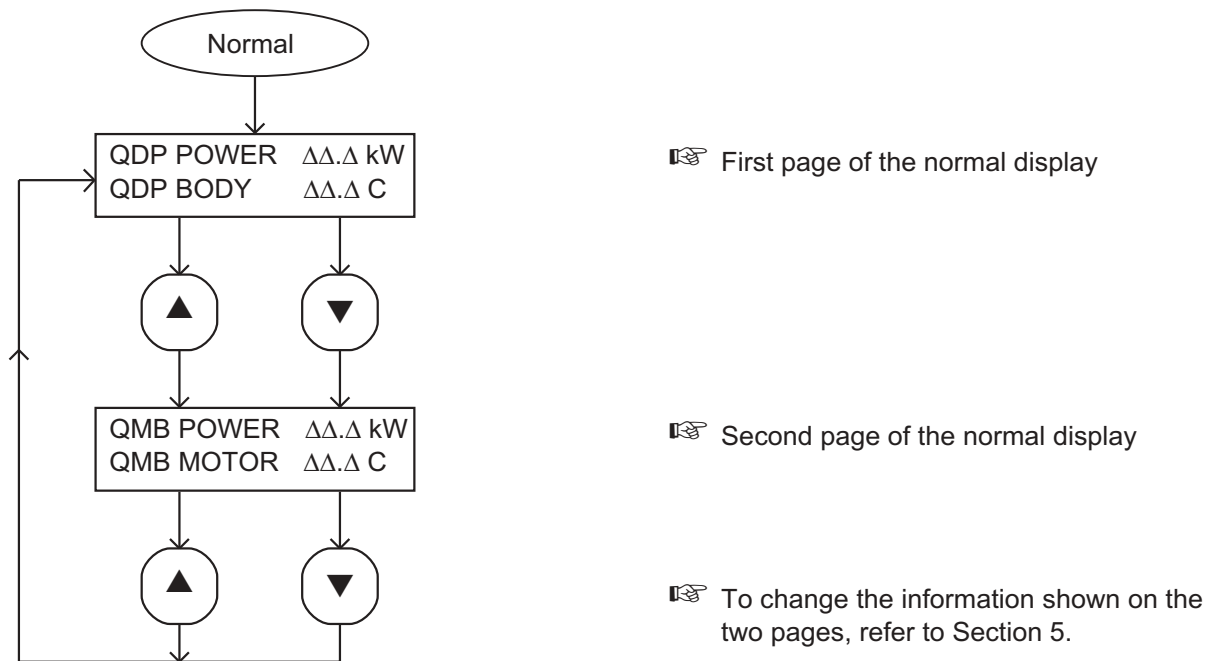 Normal
QDP POWER ΔΔ.Δ kW
QDP BODY ΔΔ.Δ C
☞ First page of the normal display
▲ ▼
QMB POWER ΔΔ.Δ kW
QMB MOTOR ΔΔ.Δ C
☞ Second page of the normal display
▲ ▼
☞ To change the information shown on the
two pages, refer to Section 5.